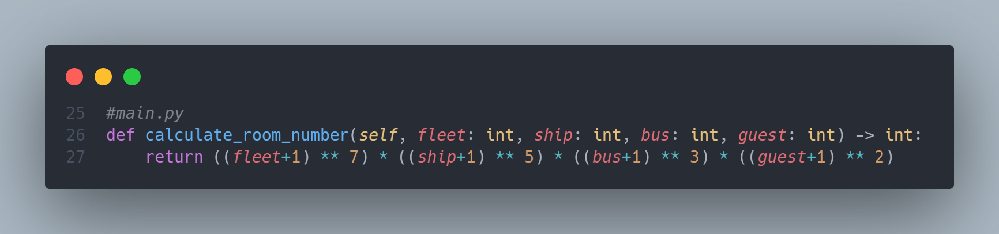 25 #main.py
26 def calculate_room_number(self, fleet: int, ship: int, bus: int, guest: int) -> int:
27     return ((fleet+1) ** 7) * ((ship+1) ** 5) * ((bus+1) ** 3) * ((guest+1) ** 2)